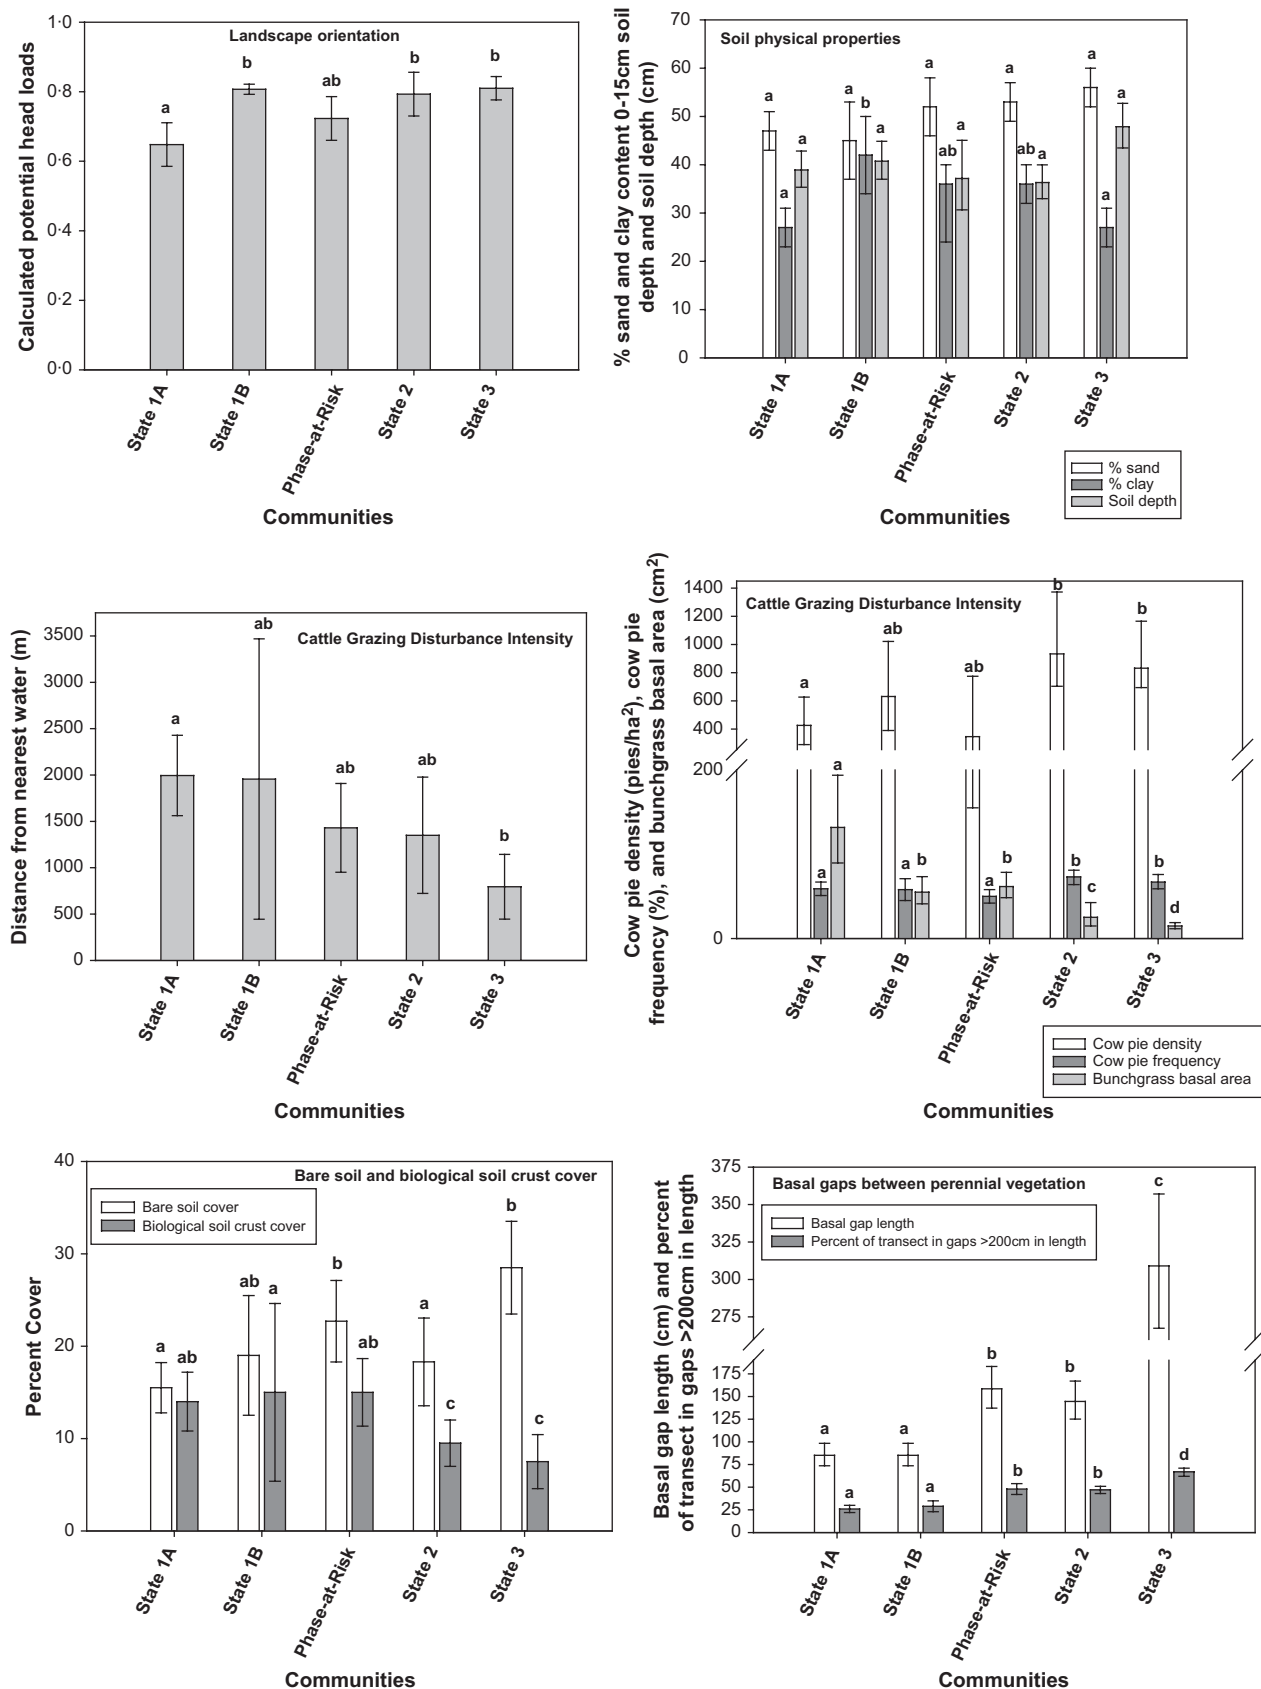 Landscape orientation
Calculated potential head loads
1·0
0·8
0·6
0·4
0·2
0·0
a
b
ab
b
b
State 1A
State 1B
Phase-at-Risk
State 2
State 3
Communities
Soil physical properties
% sand and clay content 0-15cm soil
depth and soil depth (cm)
70
60
50
40
30
20
10
0
a
a
a
a
b
a
a
ab
a
a
ab
a
a
a
a
State 1A
State 1B
Phase-at-Risk
State 2
State 3
% sand
% clay
Soil depth
Communities
Cattle Grazing Disturbance Intensity
Distance from nearest water (m)
3500
3000
2500
2000
1500
1000
500
0
a
ab
ab
ab
b
State 1A
State 1B
Phase-at-Risk
State 2
State 3
Communities
Cattle Grazing Disturbance Intensity
Cow pie density (pies/ha²), cow pie
frequency (%), and bunchgrass basal area (cm²)
1400
1200
1000
800
600
400
200
0
a
a
a
ab
a
b
ab
a
b
b
b
c
b
b
d
State 1A
State 1B
Phase-at-Risk
State 2
State 3
Cow pie density
Cow pie frequency
Bunchgrass basal area
Communities
Bare soil and biological soil crust cover
Bare soil cover
Biological soil crust cover
Percent Cover
40
30
20
10
0
a
ab
ab
a
b
ab
a
c
b
c
State 1A
State 1B
Phase-at-Risk
State 2
State 3
Communities
Basal gaps between perennial vegetation
Basal gap length
Percent of transect in gaps >200cm in length
Basal gap length (cm) and percent
of transect in gaps >200cm in length
375
350
325
300
275
175
150
125
100
75
50
25
0
a
a
a
a
b
b
b
b
c
d
State 1A
State 1B
Phase-at-Risk
State 2
State 3
Communities